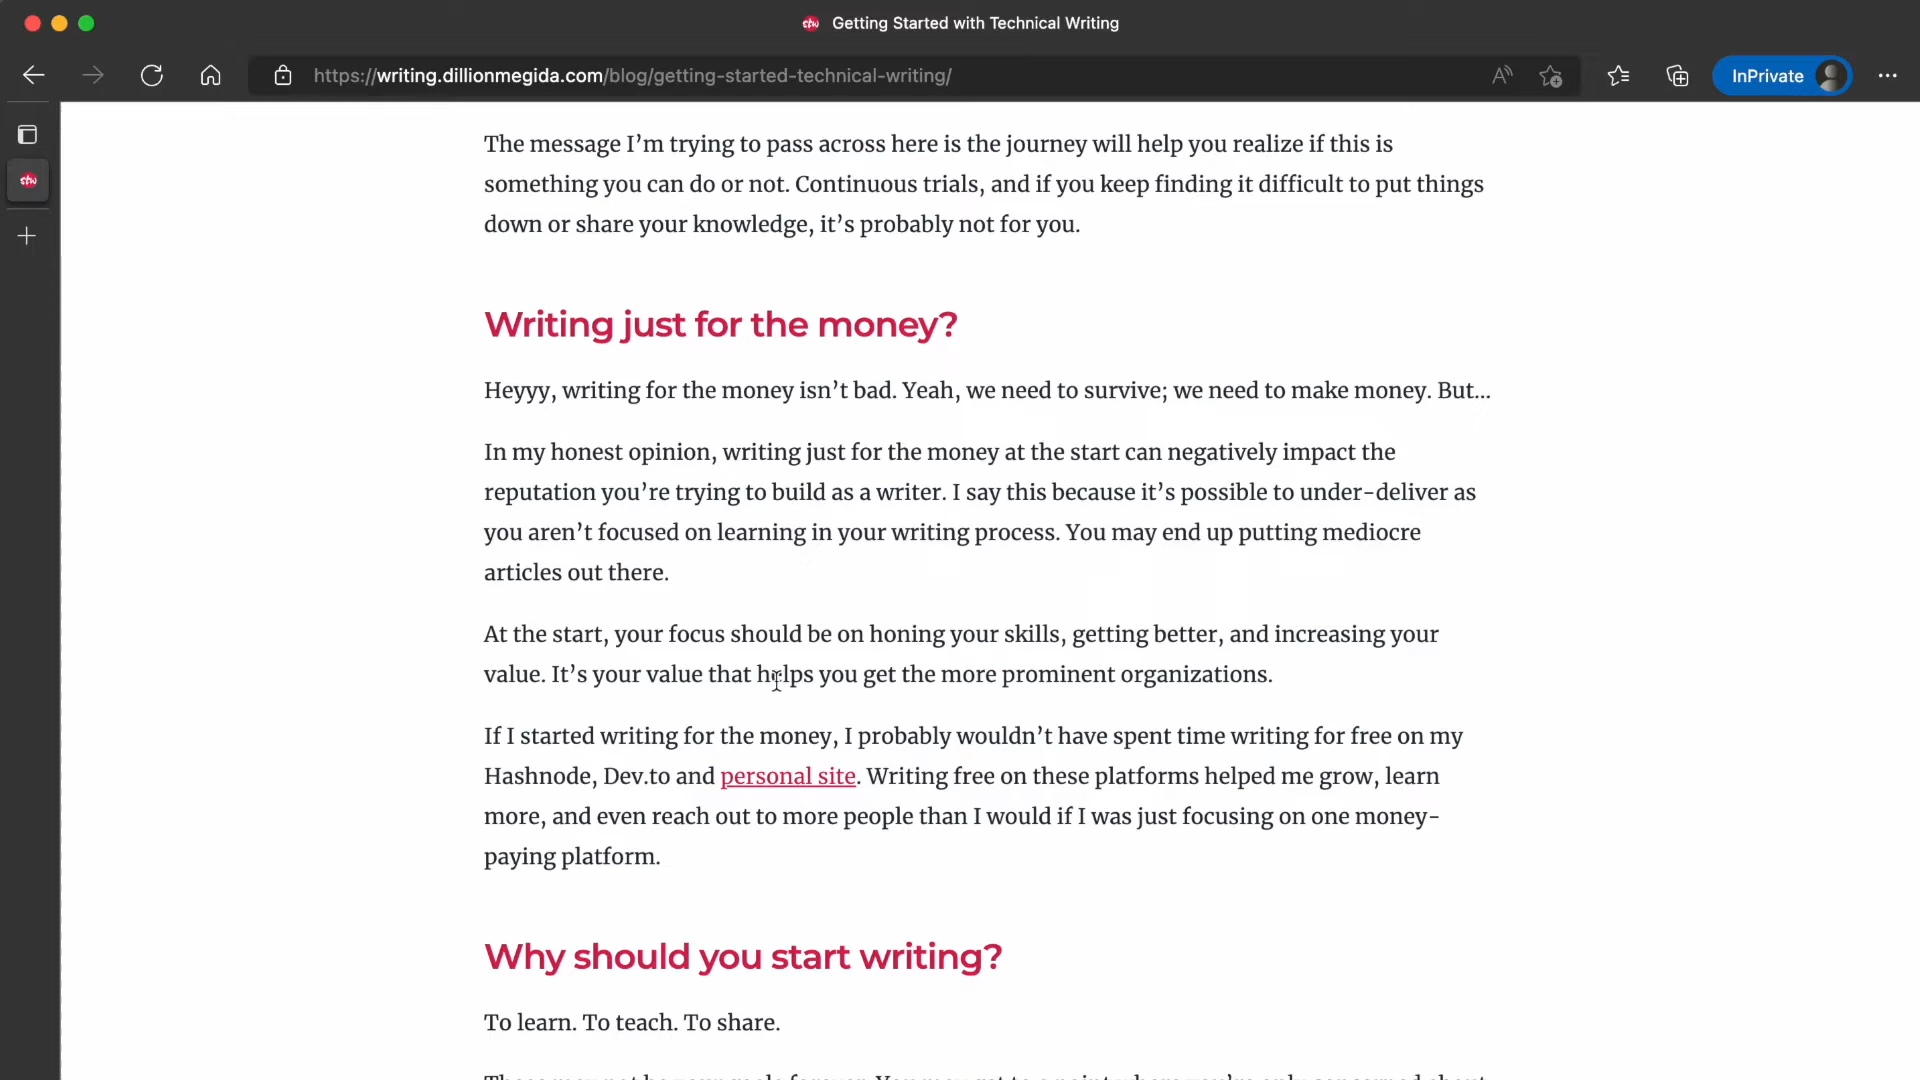 Getting Started with Technical Writing
https://writing.dillionmegida.com/blog/getting-started-technical-writing/
InPrivate
The message I’m trying to pass across here is the journey will help you realize if this is
something you can do or not. Continuous trials, and if you keep finding it difficult to put things
down or share your knowledge, it’s probably not for you.
Writing just for the money?
Heyyy, writing for the money isn’t bad. Yeah, we need to survive; we need to make money. But...
In my honest opinion, writing just for the money at the start can negatively impact the
reputation you’re trying to build as a writer. I say this because it’s possible to under-deliver as
you aren’t focused on learning in your writing process. You may end up putting mediocre
articles out there.
At the start, your focus should be on honing your skills, getting better, and increasing your
value. It’s your value that helps you get the more prominent organizations.
If I started writing for the money, I probably wouldn’t have spent time writing for free on my
Hashnode, Dev.to and personal site. Writing free on these platforms helped me grow, learn
more, and even reach out to more people than I would if I was just focusing on one money-
paying platform.
Why should you start writing?
To learn. To teach. To share.